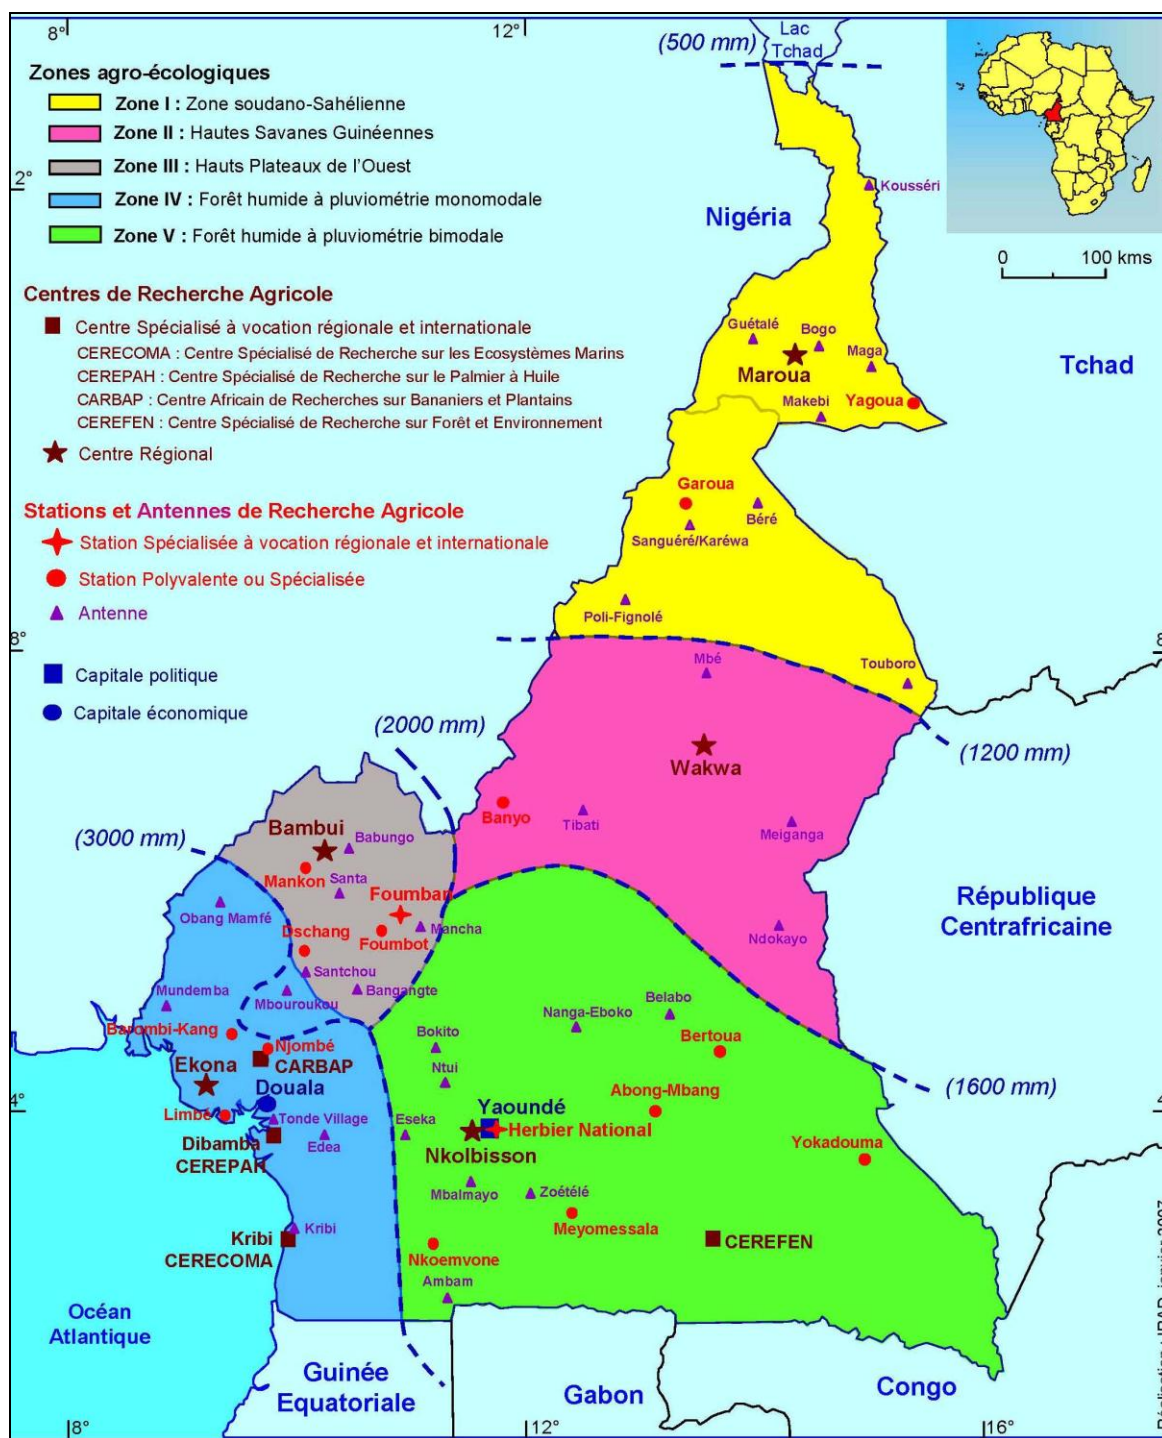 8°
12°
(500 mm)
Lac
Tchad
Zones agro-écologiques
Zone I : Zone soudano-Sahélienne
Zone II : Hautes Savanes Guinéennes
Zone III : Hauts Plateaux de l'Ouest
Zone IV : Forêt humide à pluviométrie monomodale
Zone V : Forêt humide à pluviométrie bimodale
2°
Kousséri
Nigéria
0 100 kms
Centres de Recherche Agricole
Centre Spécialisé à vocation régionale et internationale
CERECOMA : Centre Spécialisé de Recherche sur les Ecosystèmes Marins
CEREPAH : Centre Spécialisé de Recherche sur le Palmier à Huile
CARBAP : Centre Africain de Recherches sur Bananiers et Plantains
CEREFEN : Centre Spécialisé de Recherche sur Forêt et Environnement
Centre Régional
Guétalé
Bogo
Maga
Maroua
Tchad
Makebi
Yagoua
Stations et Antennes de Recherche Agricole
Station Spécialisée à vocation régionale et internationale
Station Polyvalente ou Spécialisée
Antenne
Capitale politique
Capitale économique
Garoua
Béré
Sanguéré/Karéwa
Poli-Fignolé
8°
8
Mbé
Touboro
(2000 mm)
(1200 mm)
Wakwa
Banyo
Tibati
Meiganga
(3000 mm)
Bambui
Babungo
Mankon
Santa
Foumban
Obang Mamfé
Dschang
Foumbot
Mancha
République
Centrafricaine
Ndokayo
Santchou
Mundemba
Mbouroukou
Bangangte
Barombi-Kang
Njombé
CARBAP
Bokito
Nanga-Eboko
Belabo
Bertoua
Ekona
Douala
Ntui
Abong-Mbang
(1600 mm)
4°
4
Limbé
Tonde Village
Edea
Eseka
Yaoundé
Herbier National
Nkolbisson
Yokadouma
Dibamba
CEREPAH
Mbalmayo
Zoétélé
Meyomessala
Kribi
Kribi
CERECOMA
Nkoemvone
CEREFEN
Ambam
Océan
Atlantique
Guinée
Equatoriale
Gabon
Congo
8°
12°
16°
Réalisation : IRAD, janvier 2007